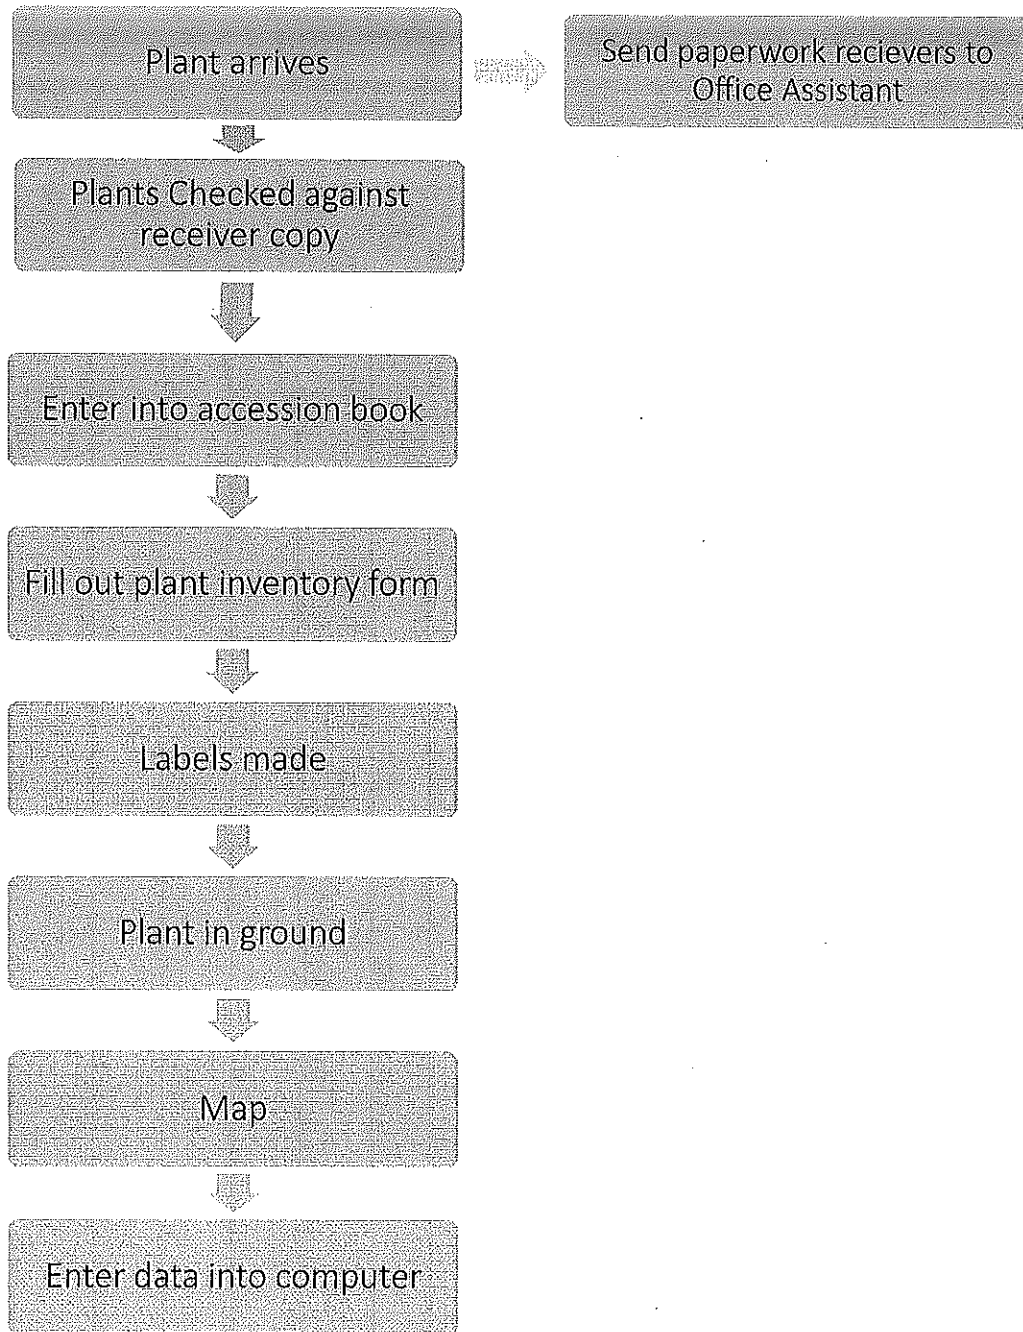 Plant arrives
Send paperwork recievers to
Office Assistant
Plants Checked against
receiver copy
Enter into accession book
Fill out plant inventory form
Labels made
Plant in ground
Map
Enter data into computer